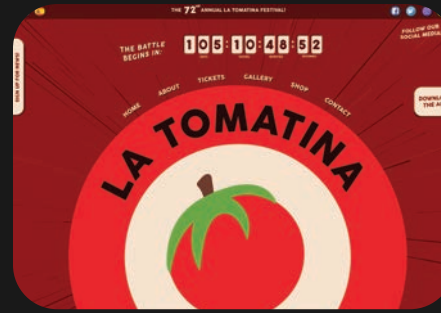 THE 72ND ANNUAL LA TOMATINA FESTIVAL!
FOLLOW OUR
SOCIAL MEDIA
THE BATTLE
BEGINS IN:
105:10:48:52
SIGN UP FOR NEWS!
HOME ABOUT TICKETS GALLERY SHOP CONTACT
THE
LA TOMATINA